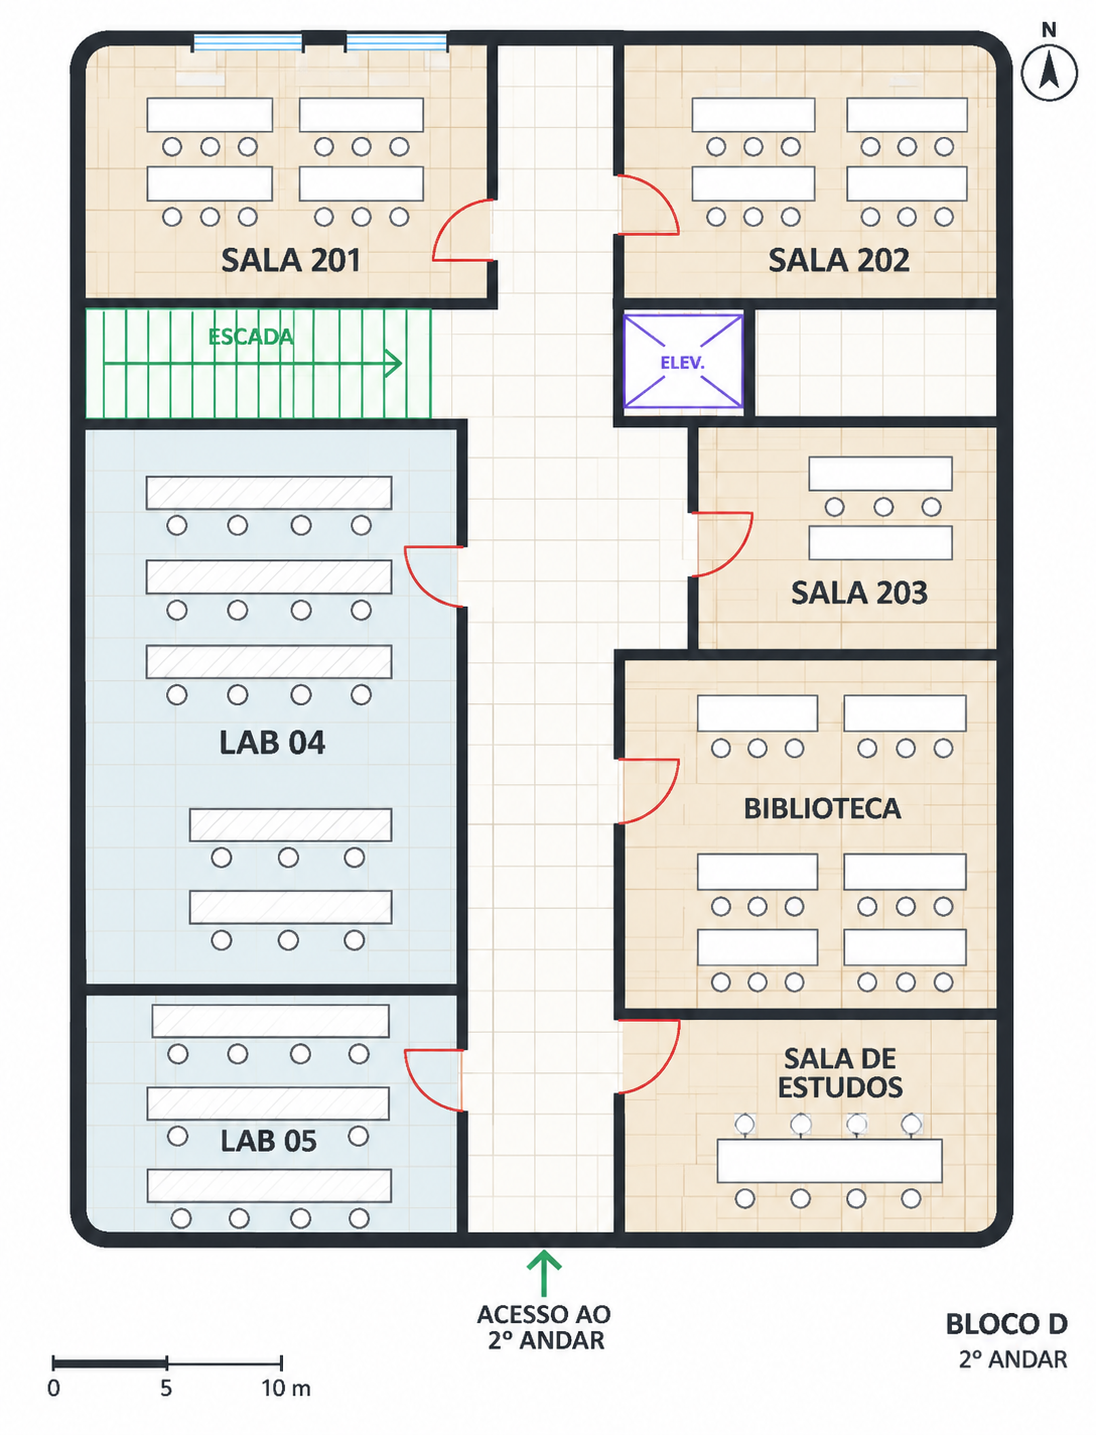 N
SALA 201
SALA 202
ESCADA
ELEV.
SALA 203
LAB 04
BIBLIOTECA
SALA DE
ESTUDOS
LAB 05
ACESSO AO
2º ANDAR
BLOCO D
2º ANDAR
0 5 10 m